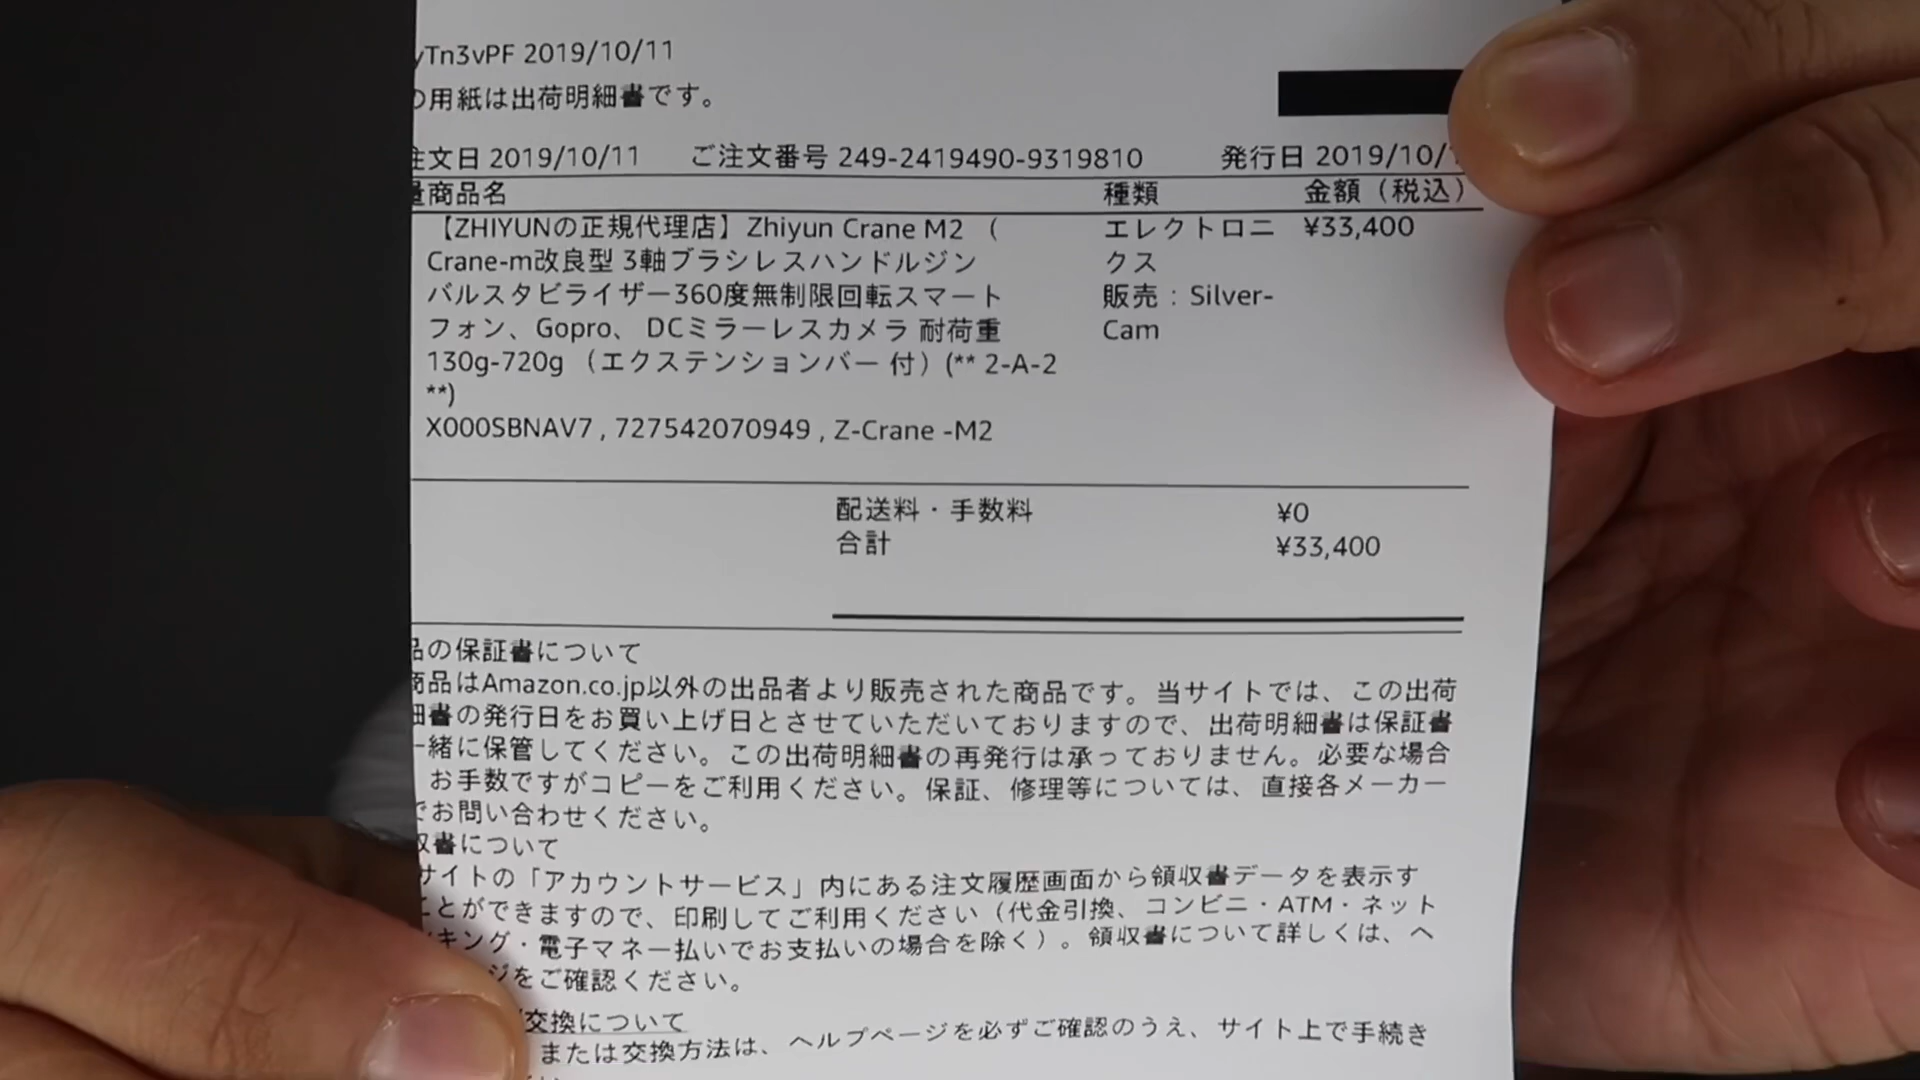 yTn3vPF 2019/10/11
の用紙は出荷明細書です。
注文日 2019/10/11 ご注文番号 249-2419490-9319810 発行日 2019/10/
量商品名 種類 金額（税込）
【ZHIYUNの正規代理店】Zhiyun Crane M2 （ エレクトロニ ¥33,400
Crane-m改良型 3軸ブラシレスハンドルジン クス
バルスタビライザー360度無制限回転スマート 販売：Silver-
フォン、Gopro、 DCミラーレスカメラ 耐荷重 Cam
130g-720g （エクステンションバー 付）(** 2-A-2
**)
X000SBNAV7 , 727542070949 , Z-Crane -M2
配送料・手数料 ¥0
合計 ¥33,400
品の保証書について
商品はAmazon.co.jp以外の出品者より販売された商品です。当サイトでは、この出荷
細書の発行日をお買い上げ日とさせていただいておりますので、出荷明細書は保証書
一緒に保管してください。この出荷明細書の再発行は承っておりません。必要な場合
お手数ですがコピーをご利用ください。保証、修理等については、直接各メーカー
でお問い合わせください。
収書について
サイトの「アカウントサービス」内にある注文履歴画面から領収書データを表示す
ことができますので、印刷してご利用ください（代金引換、コンビニ・ATM・ネット
ンキング・電子マネー払いでお支払いの場合を除く）。領収書について詳しくは、ヘ
ジをご確認ください。
交換について
または交換方法は、ヘルプページを必ずご確認のうえ、サイト上で手続き